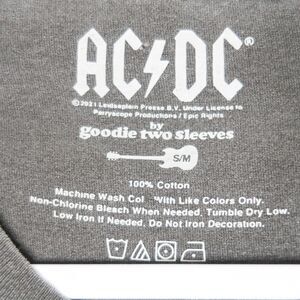 AC⚡DC®
©2021 Leidseplein Presse B.V. Under License to
Perryscope Productions / Epic Rights
by
goodie two sleeves
S/M
100% Cotton
Machine Wash Col With Like Colors Only.
Non-Chlorine Bleach When Needed. Tumble Dry Low.
Low Iron If Needed. Do Not Iron Decoration.